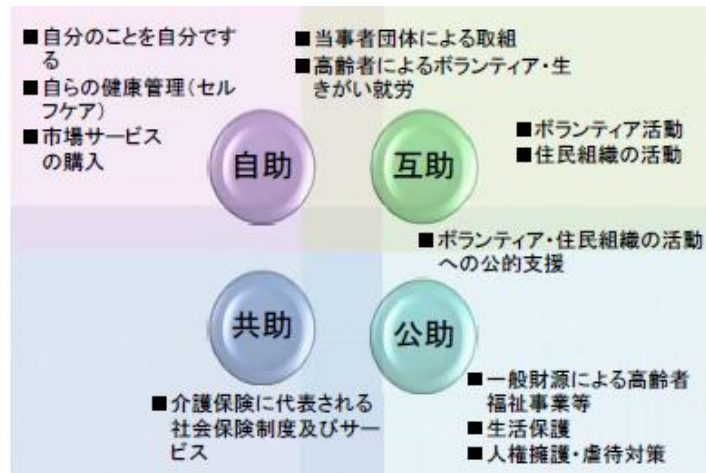 ■自分のことを自分です
る
■自らの健康管理(セル
フケア)
■市場サービス
の購入
■当事者団体による取組
■高齢者によるボランティア・生
きがい就労
■ボランティア活動
■住民組織の活動
自助
互助
■ボランティア・住民組織の活動
への公的支援
共助
公助
■介護保険に代表される
社会保険制度及びサー
ビス
■一般財源による高齢者
福祉事業等
■生活保護
■人権擁護・虐待対策